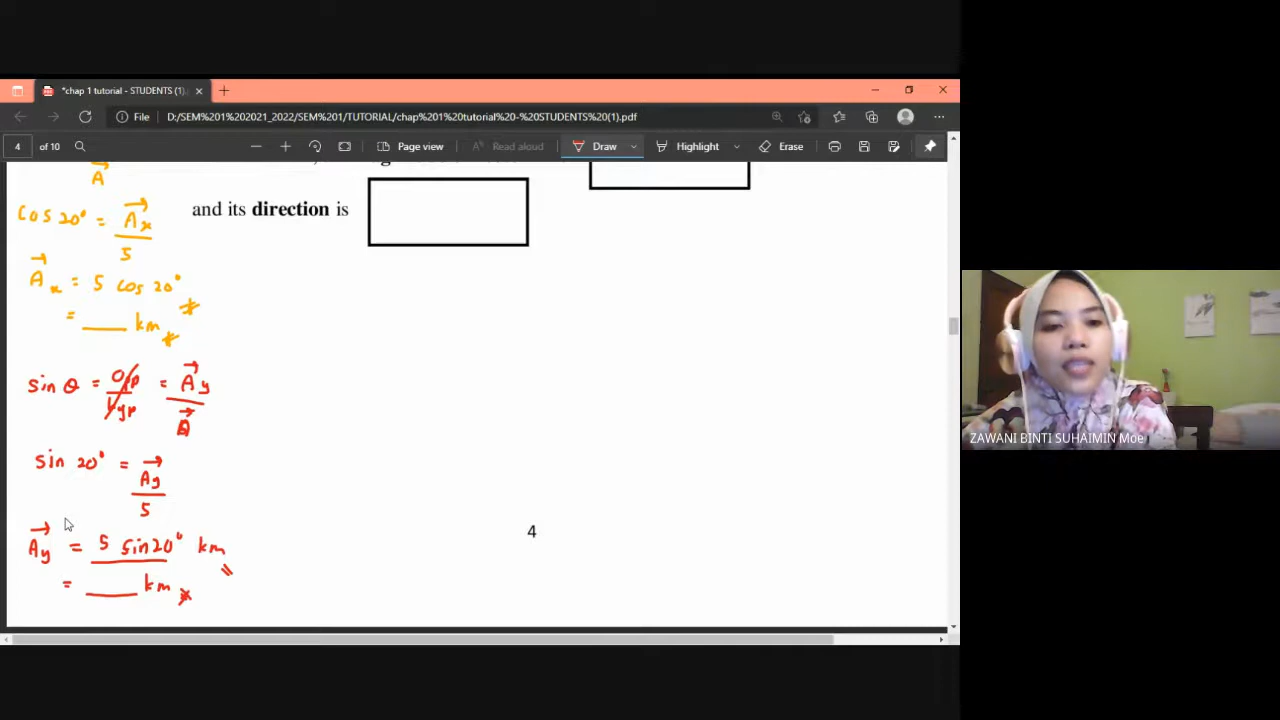 *chap 1 tutorial - STUDENTS (1).
File D:/SEM%201%202021_2022/SEM%201/TUTORIAL/chap%201%20tutorial%20-%20STUDENTS%20(1).pdf
4 of 10 Page view Read aloud Draw Highlight Erase
A
cos 20° = Ax / 5
and its direction is
Ax = 5 cos 20°
= ___ km
sin θ = Opp / hyp = Ay / A
sin 20° = Ay / 5
Ay = 5 sin 20° km
= ___ km
4
ZAWANI BINTI SUHAIMIN Moe